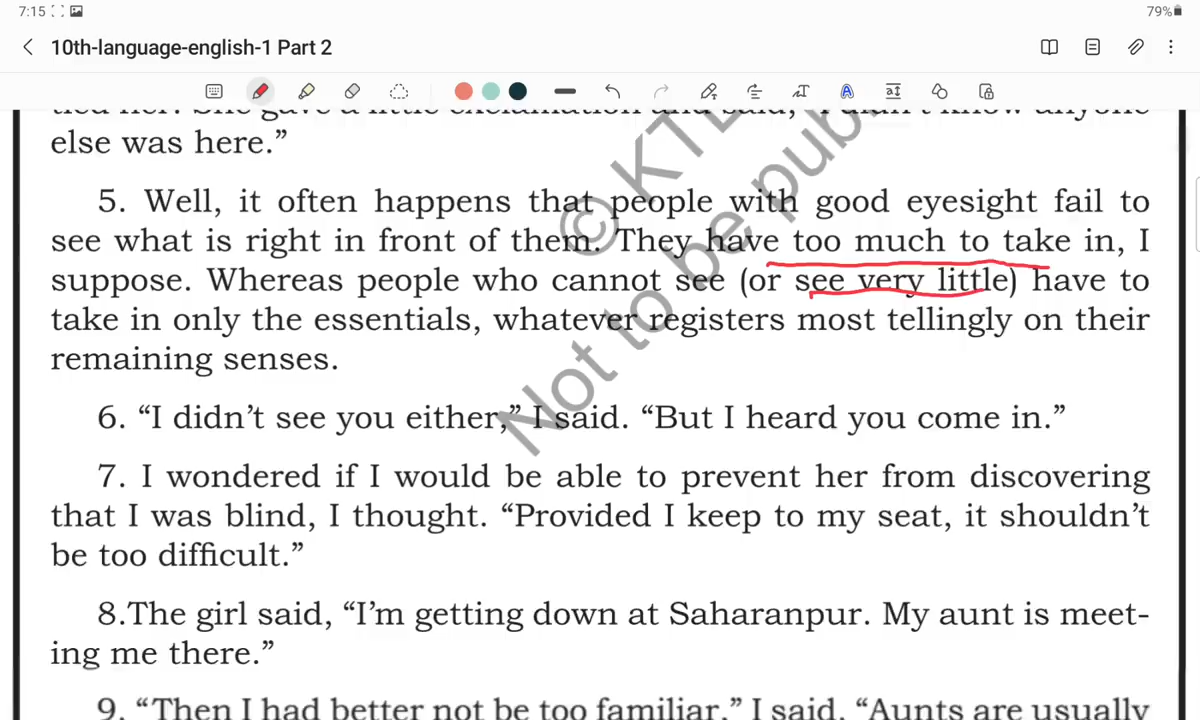 7:15
79%
10th-language-english-1 Part 2
else was here.”
5. Well, it often happens that people with good eyesight fail to
see what is right in front of them. They have too much to take in, I
suppose. Whereas people who cannot see (or see very little) have to
take in only the essentials, whatever registers most tellingly on their
remaining senses.
6. “I didn’t see you either,” I said. “But I heard you come in.”
7. I wondered if I would be able to prevent her from discovering
that I was blind, I thought. “Provided I keep to my seat, it shouldn’t
be too difficult.”
8.The girl said, “I’m getting down at Saharanpur. My aunt is meet-
ing me there.”
9. “Then I had better not be too familiar,” I said. “Aunts are usually
Not to be publ